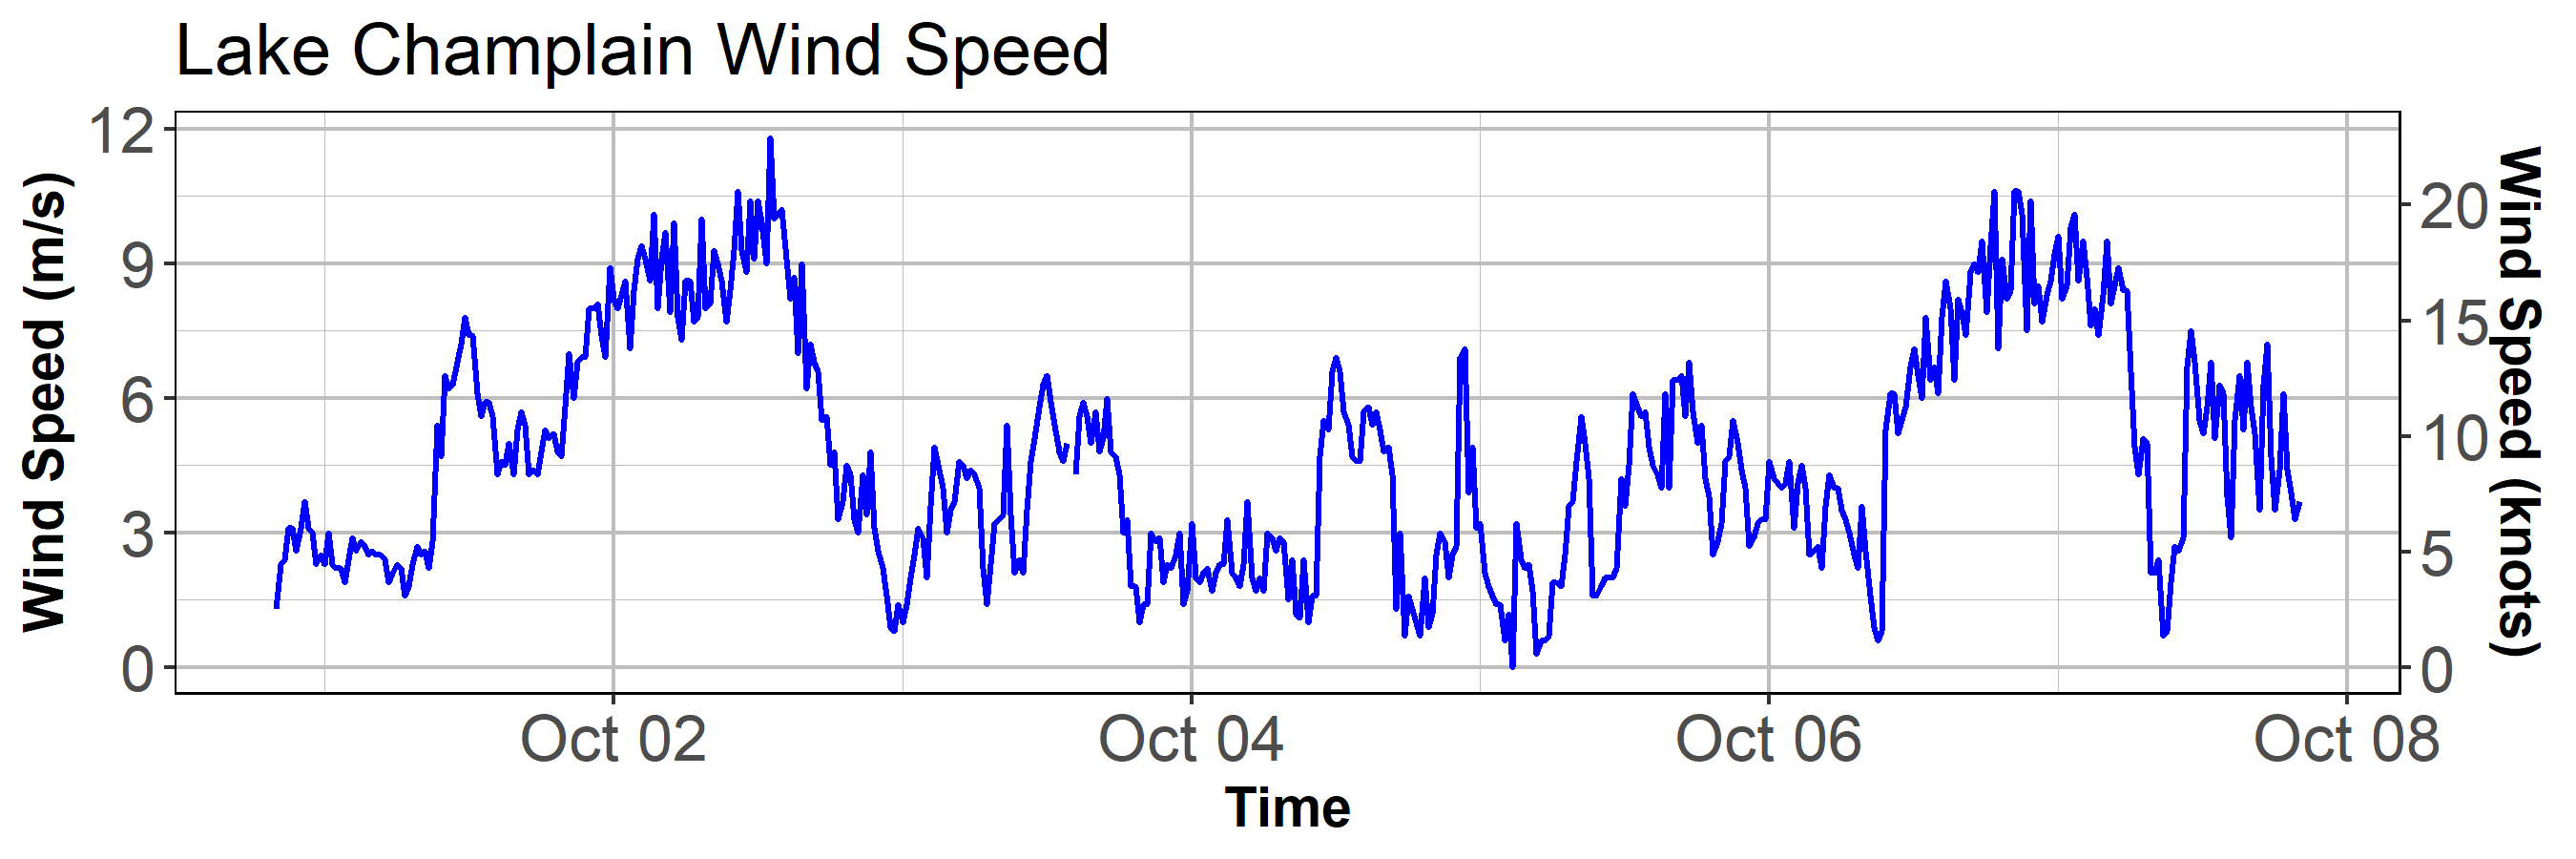 Lake Champlain Wind Speed
Wind Speed (m/s)
12
9
6
3
0
Wind Speed (knots)
20
15
10
5
0
Oct 02
Oct 04
Oct 06
Oct 08
Time